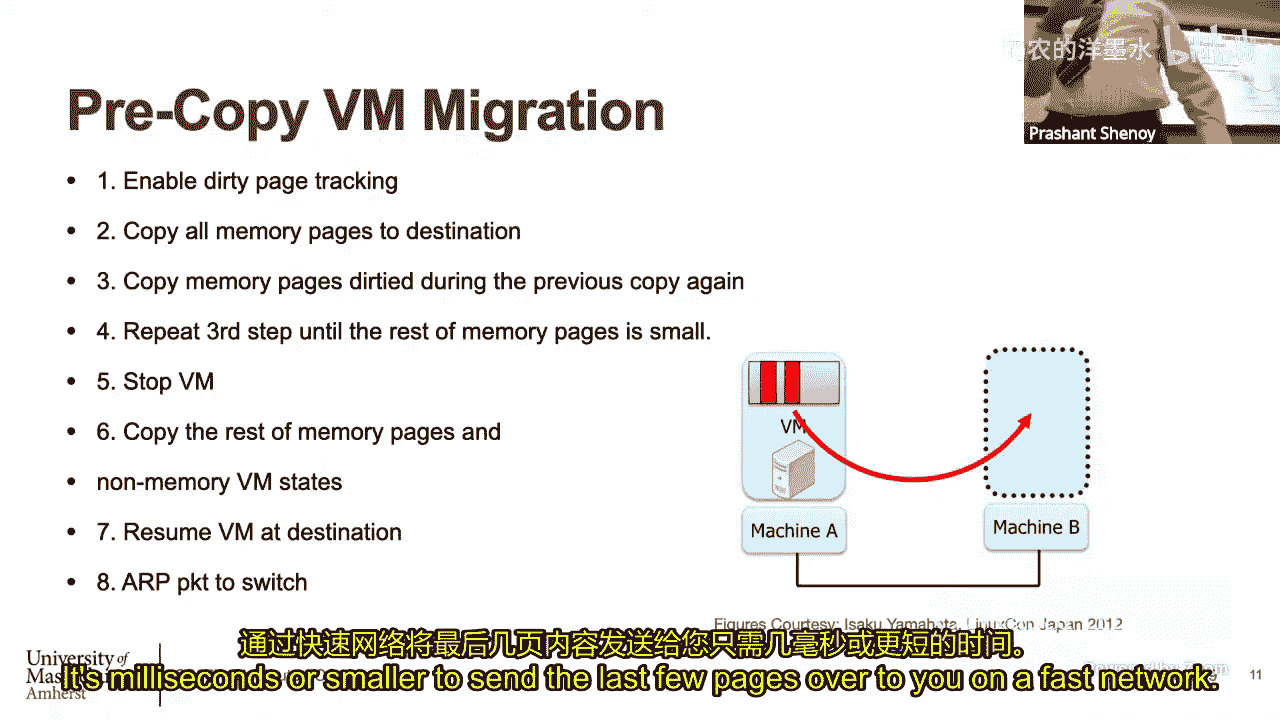 农的洋墨水
Prashant Shenoy
Pre-Copy VM Migration
• 1. Enable dirty page tracking
• 2. Copy all memory pages to destination
• 3. Copy memory pages dirtied during the previous copy again
• 4. Repeat 3rd step until the rest of memory pages is small.
• 5. Stop VM
• 6. Copy the rest of memory pages and
• non-memory VM states
• 7. Resume VM at destination
• 8. ARP pkt to switch
VM
Machine A
Machine B
Figures Courtesy: Isaku Yamahata, LinuxCon Japan 2012
通过快速网络将最后几页内容发送给您只需几毫秒或更短的时间。
It's milliseconds or smaller to send the last few pages over to you on a fast network.
University of
Amherst
11